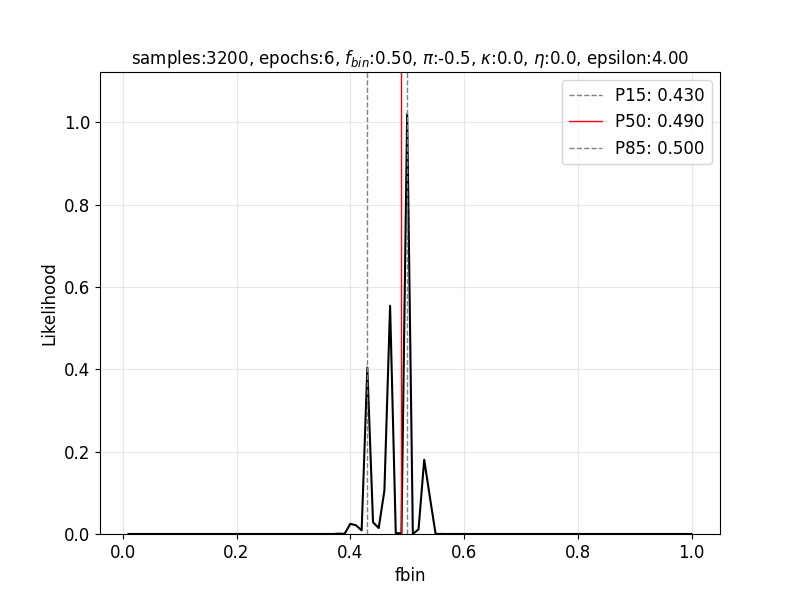 samples:3200, epochs:6, f_bin:0.50, π:-0.5, κ:0.0, η:0.0, epsilon:4.00
P15: 0.430
P50: 0.490
P85: 0.500
1.0
0.8
0.6
0.4
0.2
0.0
Likelihood
0.0 0.2 0.4 0.6 0.8 1.0
fbin